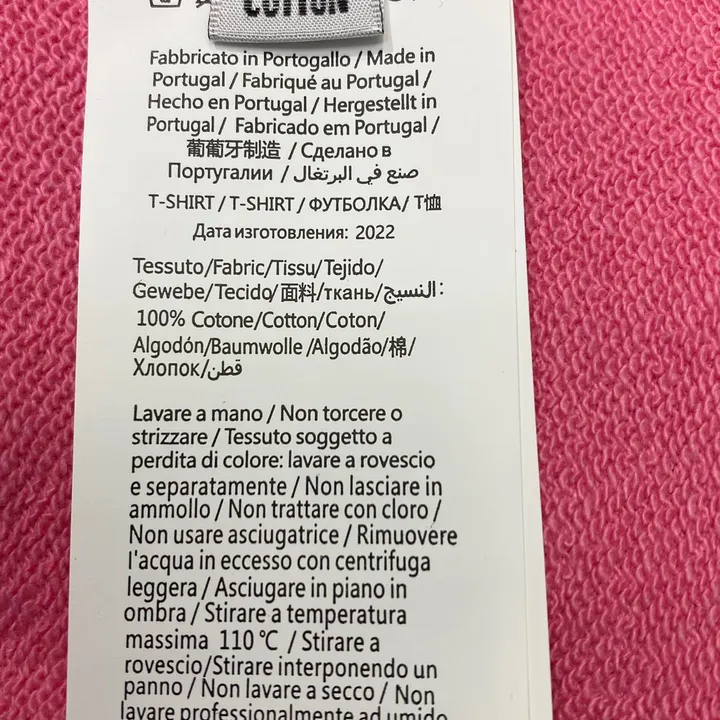 COTTON
Fabbricato in Portogallo / Made in
Portugal / Fabriqué au Portugal /
Hecho en Portugal / Hergestellt in
Portugal / Fabricado em Portugal /
葡萄牙制造 / Сделано в
Португалии / صنع في البرتغال
T-SHIRT / T-SHIRT / ФУТБОЛКА/ T恤
Дата изготовления: 2022
Tessuto/Fabric/Tissu/Tejido/
Gewebe/Tecido/面料/ткань/النسيج:
100% Cotone/Cotton/Coton/
Algodón/Baumwolle /Algodão/棉/
Хлопок/قطن
Lavare a mano / Non torcere o
strizzare / Tessuto soggetto a
perdita di colore: lavare a rovescio
e separatamente / Non lasciare in
ammollo / Non trattare con cloro /
Non usare asciugatrice / Rimuovere
l'acqua in eccesso con centrifuga
leggera / Asciugare in piano in
ombra / Stirare a temperatura
massima 110 ℃ / Stirare a
rovescio/Stirare interponendo un
panno / Non lavare a secco / Non
lavare professionalmente ad umido